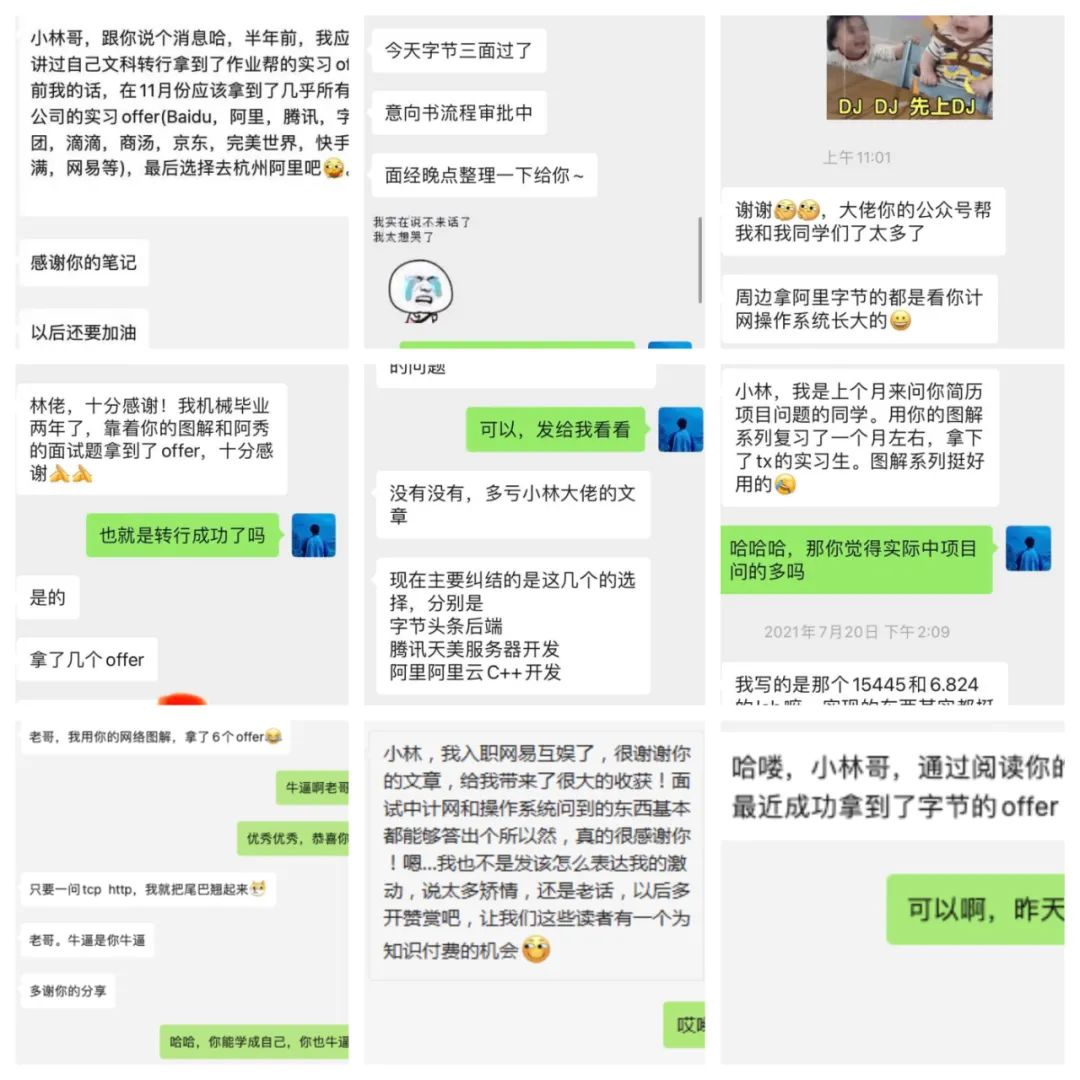 小林哥，跟你说个消息哈，半年前，我应
讲过自己文科转行拿到了作业帮的实习of
前我的话，在11月份应该拿到了几乎所有
公司的实习offer(Baidu，阿里，腾讯，字
团，滴滴，商汤，京东，完美世界，快手
满，网易等)，最后选择去杭州阿里吧
感谢你的笔记
以后还要加油
今天字节三面过了
意向书流程审批中
面经晚点整理一下给你～
我实在说不来话了
我太想哭了
DJ DJ 先上DJ
上午11:01
谢谢，大佬你的公众号帮
我和我同学们了太多了
周边拿阿里字节的都是看你计
网操作系统长大的
林佬，十分感谢！我机械毕业
两年了，靠着你的图解和阿秀
的面试题拿到了offer，十分感
谢
也就是转行成功了吗
是的
拿了几个offer
的问题
可以，发给我看看
没有没有，多亏小林大佬的文
章
现在主要纠结的是这几个的选
择，分别是
字节头条后端
腾讯天美服务器开发
阿里阿里云C++开发
小林，我是上个月来问你简历
项目问题的同学。用你的图解
系列复习了一个月左右，拿下
了tx的实习生。图解系列挺好
用的
哈哈哈，那你觉得实际中项目
问的多吗
2021年7月20日 下午2:09
我写的是那个15445和6.824
老哥，我用你的网络图解，拿了6个offer
牛逼啊老哥
优秀优秀，恭喜你
只要一问tcp http，我就把尾巴翘起来
老哥。牛逼是你牛逼
多谢你的分享
哈哈，你能学成自己，你也牛逼
小林，我入职网易互娱了，很谢谢你
的文章，给我带来了很大的收获！面
试中计网和操作系统问到的东西基本
都能够答出个所以然，真的很感谢你
！嗯...我也不是发该怎么表达我的激
动，说太多矫情，还是老话，以后多
开赞赏吧，让我们这些读者有一个为
知识付费的机会
哈喽，小林哥，通过阅读你的
最近成功拿到了字节的offer
可以啊，昨天